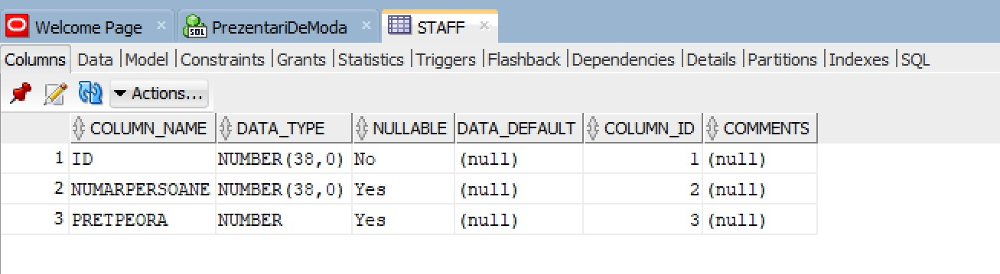 Welcome Page × SQL PrezentariDeModa × STAFF ×
Columns Data Model Constraints Grants Statistics Triggers Flashback Dependencies Details Partitions Indexes SQL
Actions...
COLUMN_NAME DATA_TYPE NULLABLE DATA_DEFAULT COLUMN_ID COMMENTS
1 ID NUMBER(38,0) No (null) 1 (null)
2 NUMARPERSOANE NUMBER(38,0) Yes (null) 2 (null)
3 PRETPEORA NUMBER Yes (null) 3 (null)